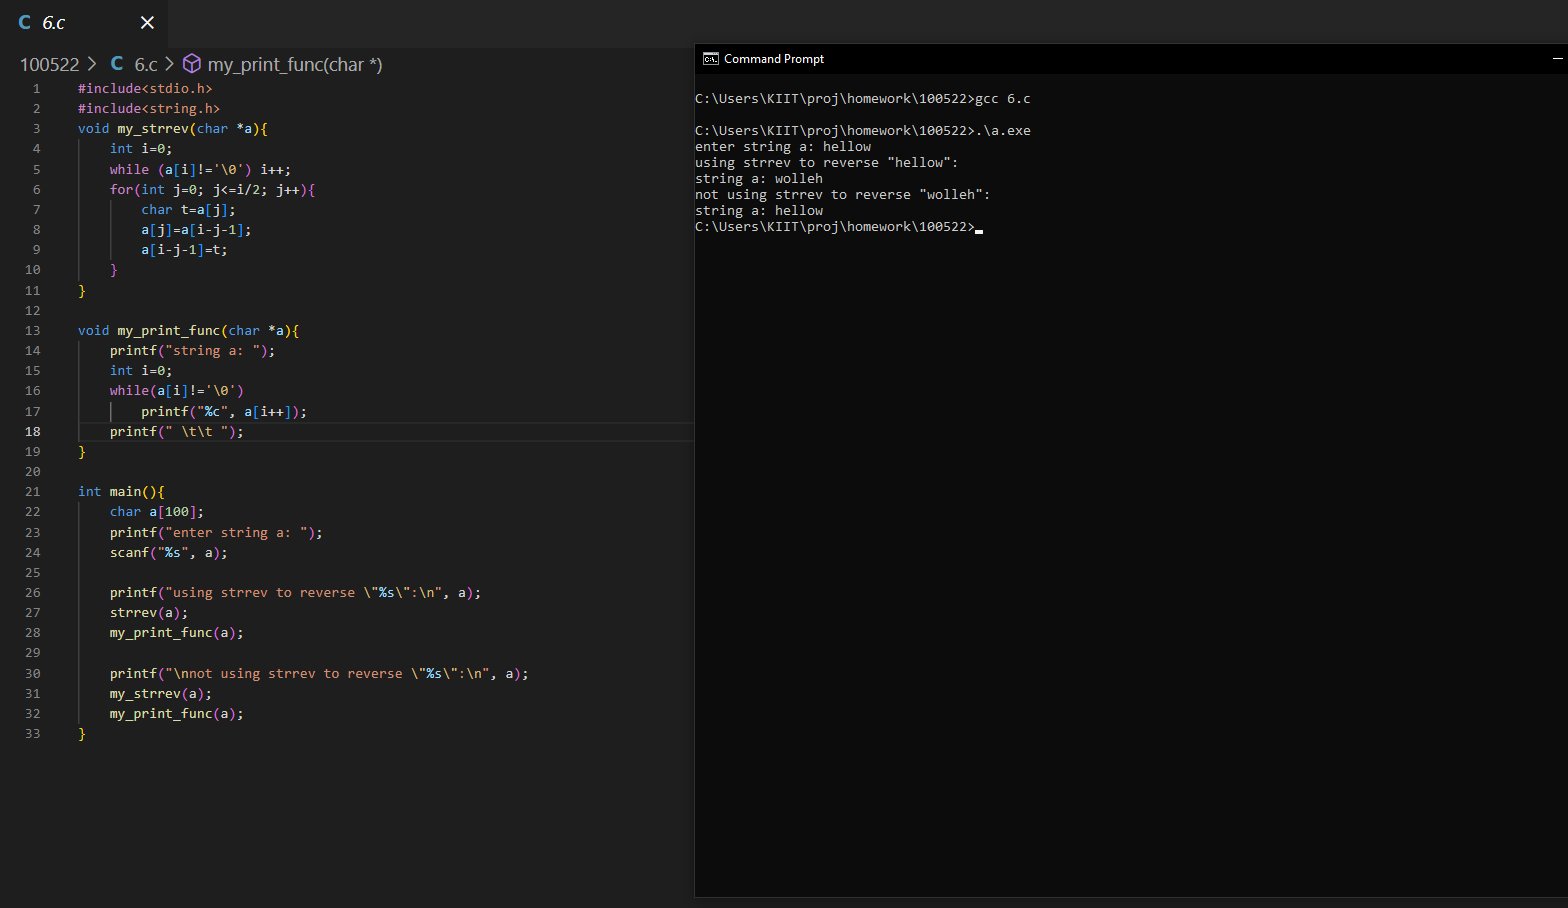 C 6.c ×
100522 > C 6.c > my_print_func(char *)
1 #include<stdio.h>
2 #include<string.h>
3 void my_strrev(char *a){
4     int i=0;
5     while (a[i]!='\0') i++;
6     for(int j=0; j<=i/2; j++){
7         char t=a[j];
8         a[j]=a[i-j-1];
9         a[i-j-1]=t;
10     }
11 }
12
13 void my_print_func(char *a){
14     printf("string a: ");
15     int i=0;
16     while(a[i]!='\0')
17         printf("%c", a[i++]);
18     printf(" \t\t ");
19 }
20
21 int main(){
22     char a[100];
23     printf("enter string a: ");
24     scanf("%s", a);
25
26     printf("using strrev to reverse \"%s\":\n", a);
27     strrev(a);
28     my_print_func(a);
29
30     printf("\nnot using strrev to reverse \"%s\":\n", a);
31     my_strrev(a);
32     my_print_func(a);
33 }
Command Prompt
C:\Users\KIIT\proj\homework\100522>gcc 6.c
C:\Users\KIIT\proj\homework\100522>.\a.exe
enter string a: hellow
using strrev to reverse "hellow":
string a: wolleh
not using strrev to reverse "wolleh":
string a: hellow
C:\Users\KIIT\proj\homework\100522>